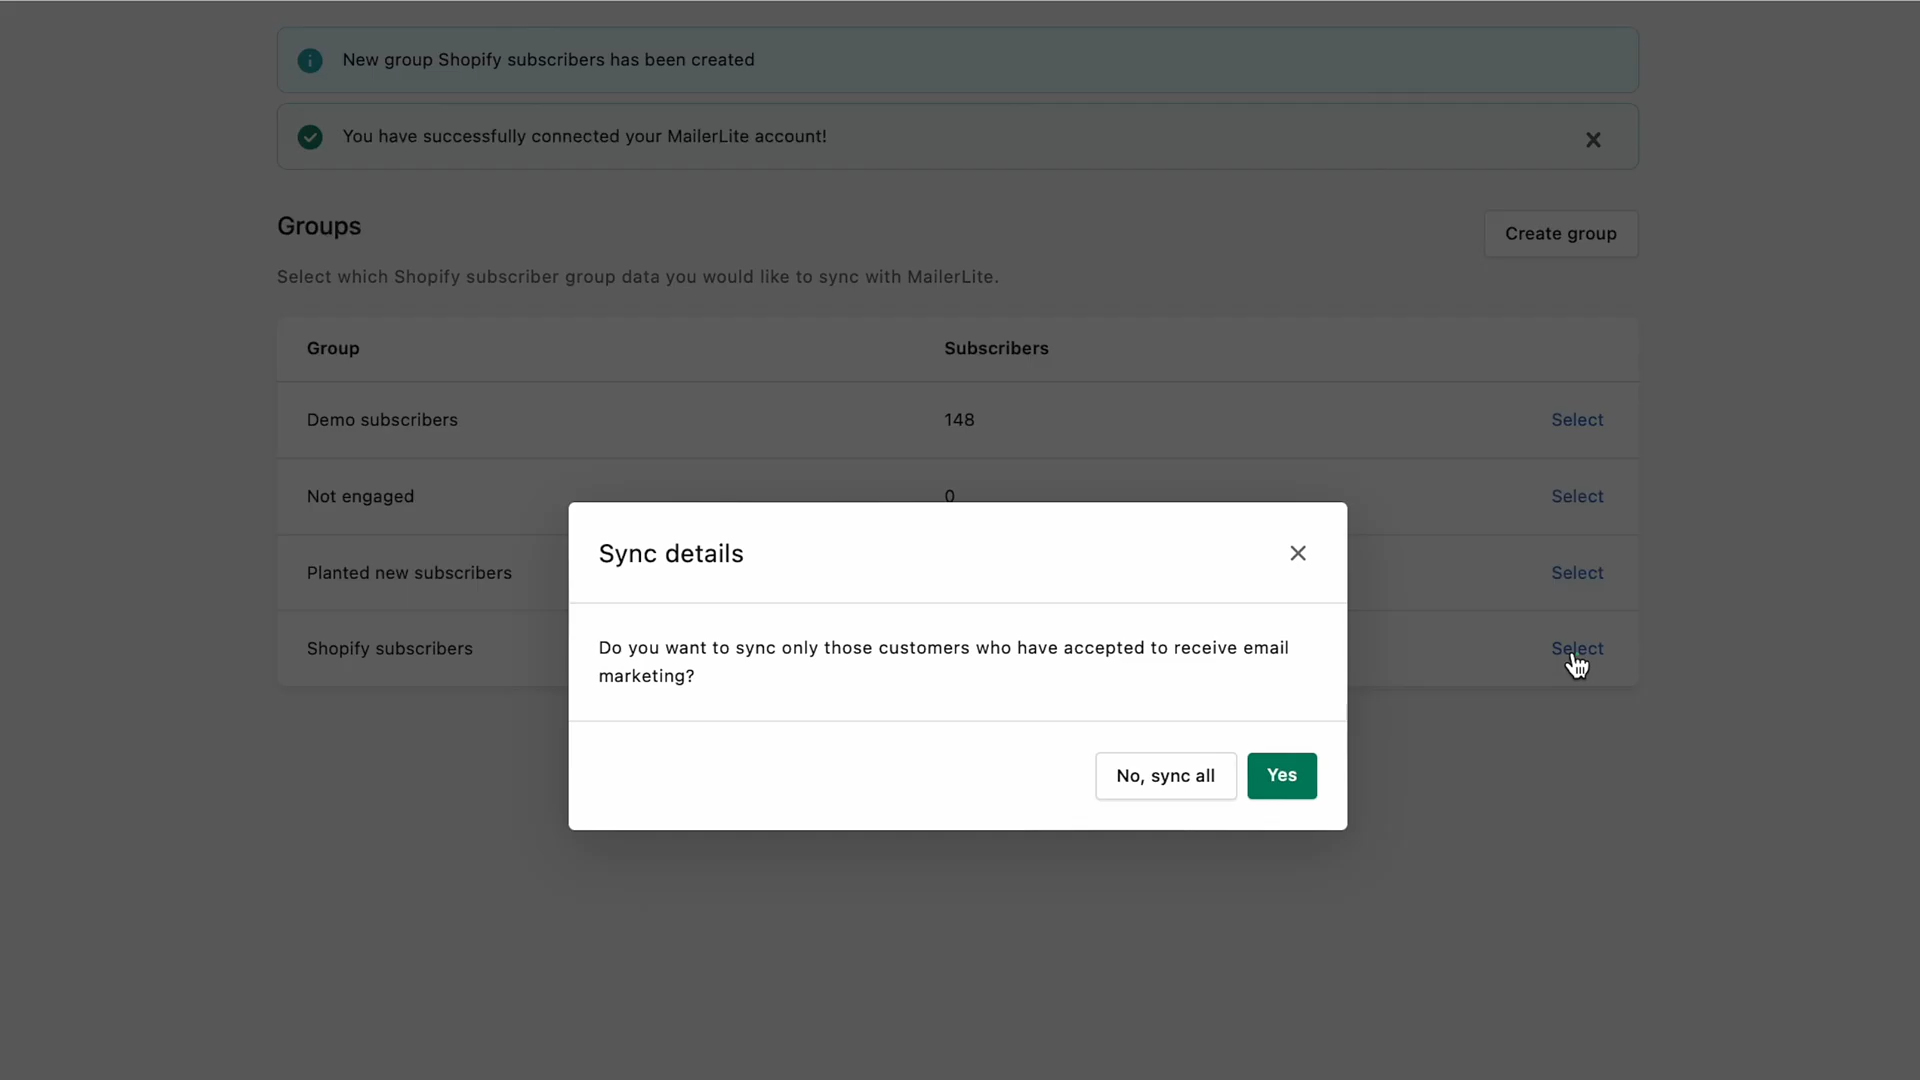 New group Shopify subscribers has been created
You have successfully connected your MailerLite account!
Groups
Create group
Select which Shopify subscriber group data you would like to sync with MailerLite.
Group Subscribers
Demo subscribers 148 Select
Not engaged 0 Select
Planted new subscribers Select
Shopify subscribers Select
Sync details
Do you want to sync only those customers who have accepted to receive email
marketing?
No, sync all Yes